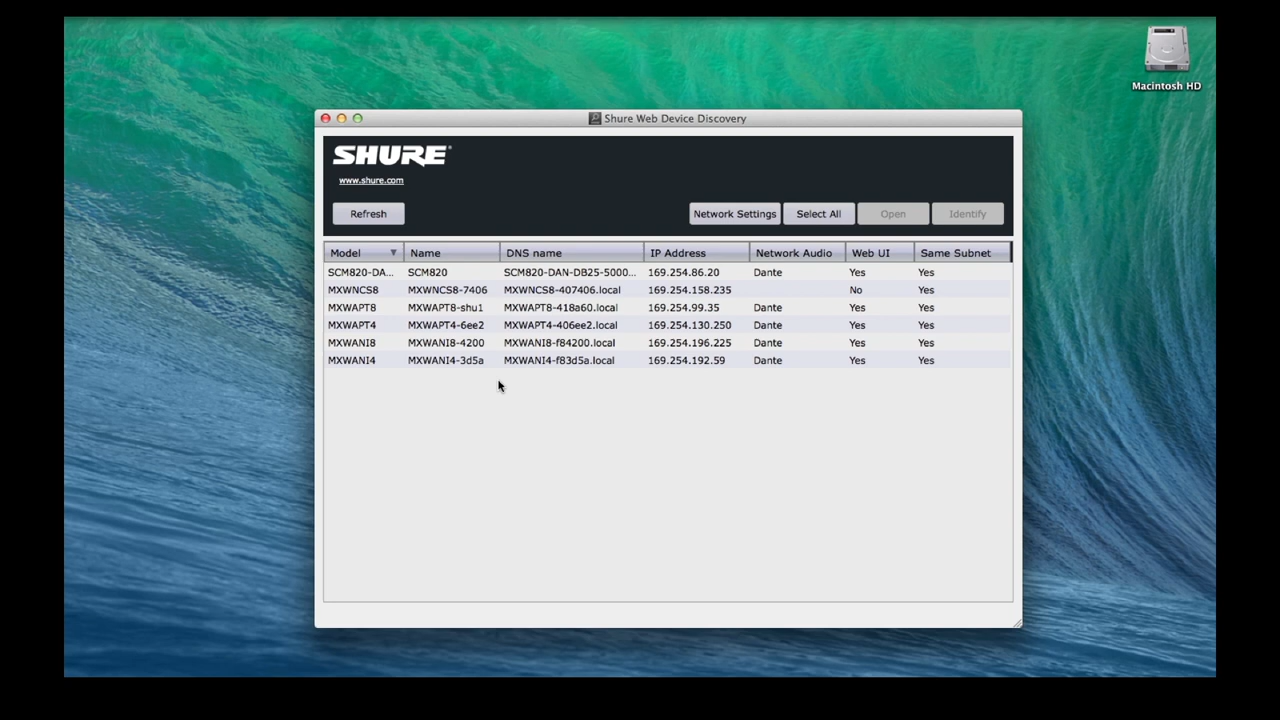 Macintosh HD
Shure Web Device Discovery
SHURE
www.shure.com
Refresh Network Settings Select All Open Identify
Model Name DNS name IP Address Network Audio Web UI Same Subnet
SCM820-DA... SCM820 SCM820-DAN-DB25-5000... 169.254.86.20 Dante Yes Yes
MXWNCS8 MXWNCS8-7406 MXWNCS8-407406.local 169.254.158.235 No Yes
MXWAPT8 MXWAPT8-shu1 MXWAPT8-418a60.local 169.254.99.35 Dante Yes Yes
MXWAPT4 MXWAPT4-6ee2 MXWAPT4-406ee2.local 169.254.130.250 Dante Yes Yes
MXWANI8 MXWANI8-4200 MXWANI8-f84200.local 169.254.196.225 Dante Yes Yes
MXWANI4 MXWANI4-3d5a MXWANI4-f83d5a.local 169.254.192.59 Dante Yes Yes